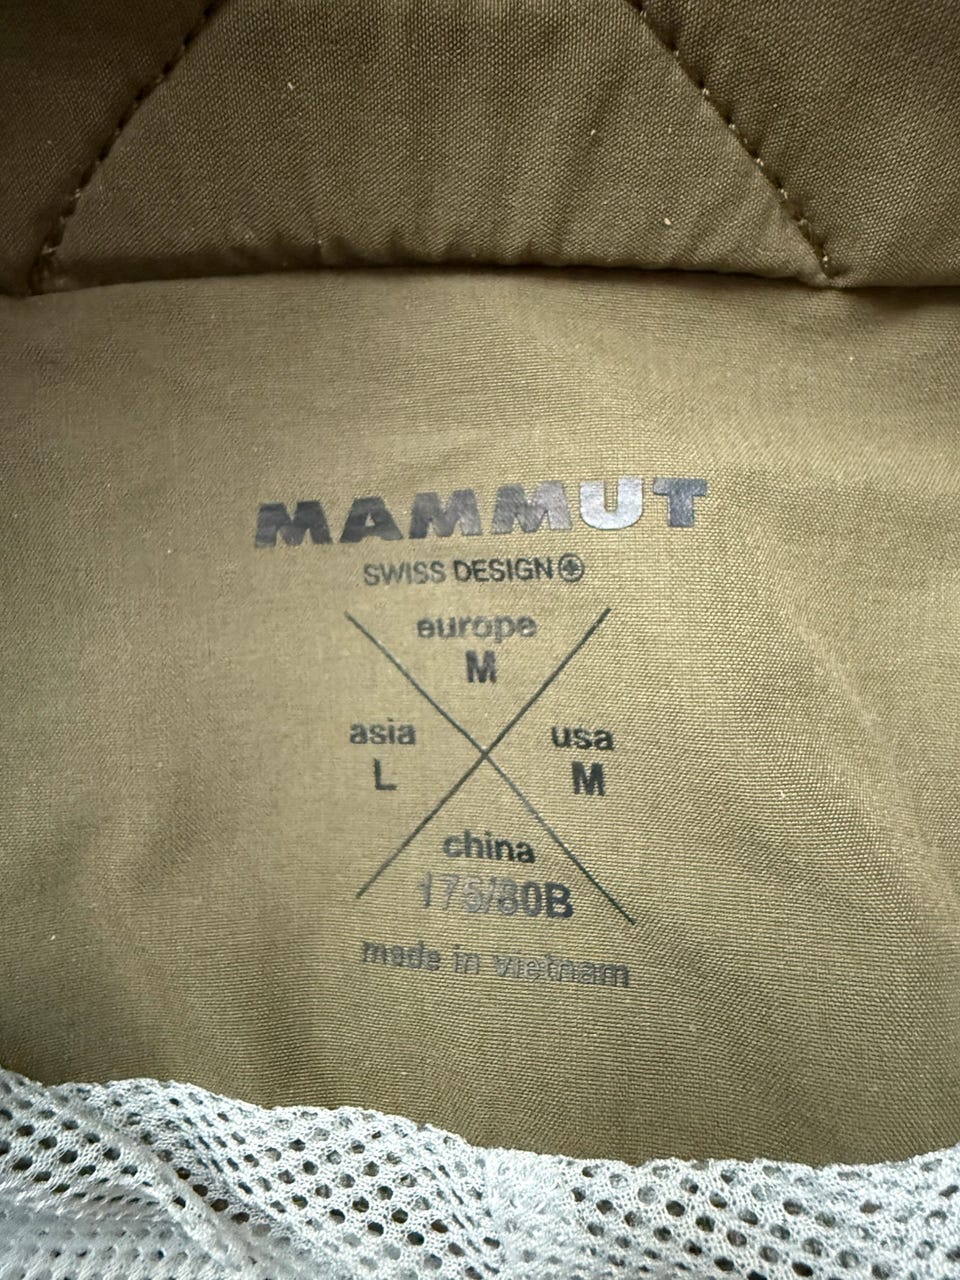 MAMMUT
SWISS DESIGN
europe
M
asia
usa
L
M
china
175/80B
made in vietnam